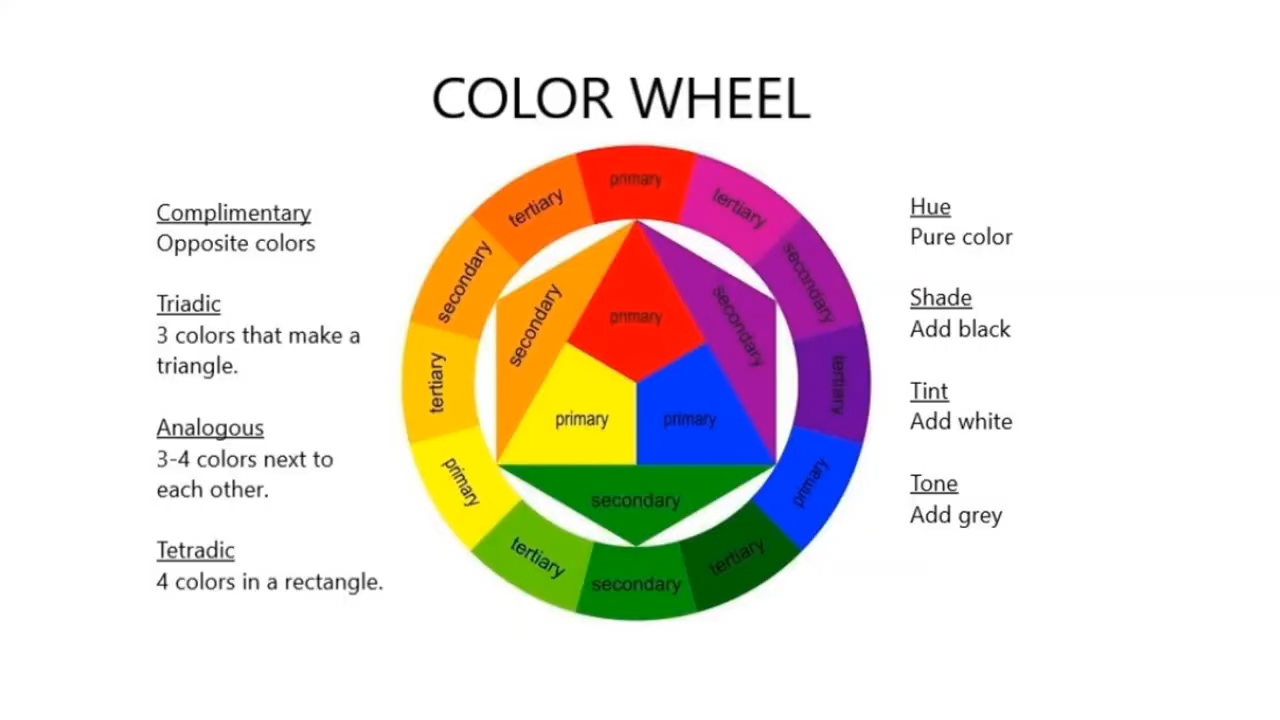 COLOR WHEEL
Complimentary
Opposite colors
Triadic
3 colors that make a
triangle.
Analogous
3-4 colors next to
each other.
Tetradic
4 colors in a rectangle.
primary
tertiary
secondary
tertiary
primary
tertiary
secondary
tertiary
primary
tertiary
secondary
tertiary
primary
secondary
secondary
primary
primary
secondary
Hue
Pure color
Shade
Add black
Tint
Add white
Tone
Add grey